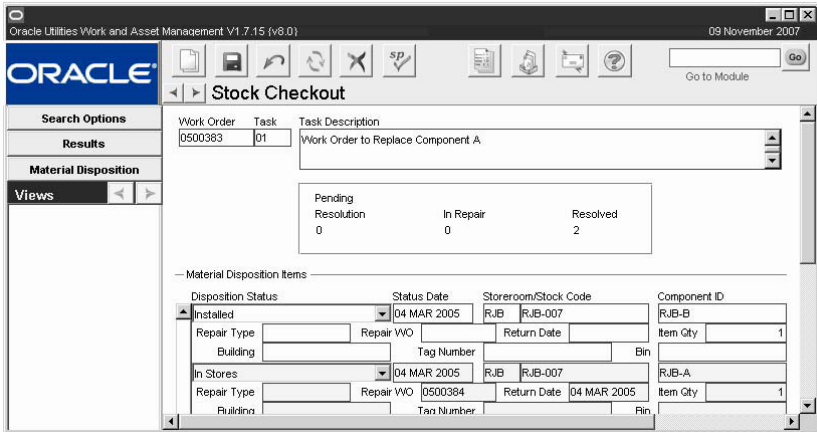 Oracle Utilities Work and Asset Management V1.7.15 (v8.0)
09 November 2007
ORACLE
sp
Go
Go to Module
Stock Checkout
Search Options
Results
Material Disposition
Views
Work Order Task Task Description
0500383 01 Work Order to Replace Component A
Pending
Resolution In Repair Resolved
0 0 2
Material Disposition Items
Disposition Status Status Date Storeroom/Stock Code Component ID
Installed 04 MAR 2005 RJB RJB-007 RJB-B
Repair Type Repair WO Return Date Item Qty 1
Building Tag Number Bin
In Stores 04 MAR 2005 RJB RJB-007 RJB-A
Repair Type Repair WO 0500384 Return Date 04 MAR 2005 Item Qty 1
Building Tag Number Bin